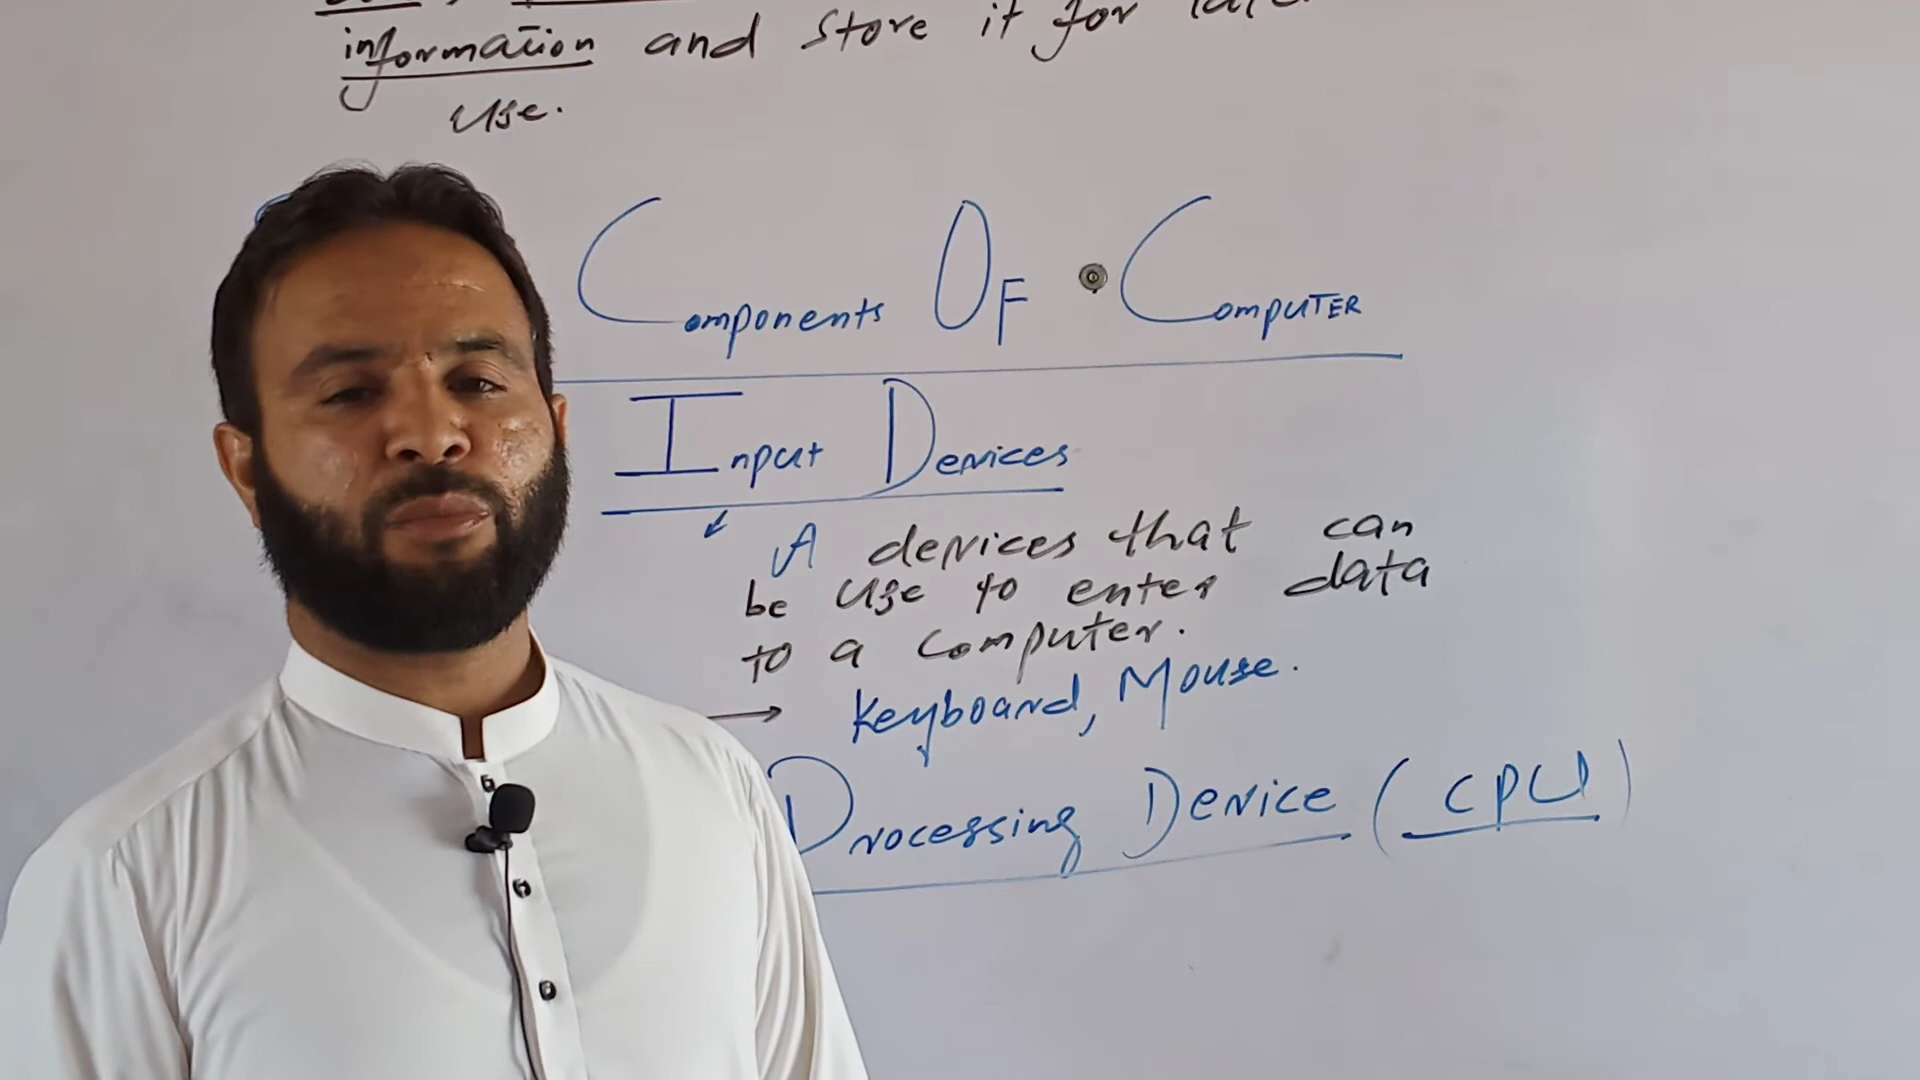 information and store it for
use.
Components OF Computer
Input Devices
A devices that can
be use to enter data
to a computer.
→ Keyboard, Mouse.
Processing Device (CPU)